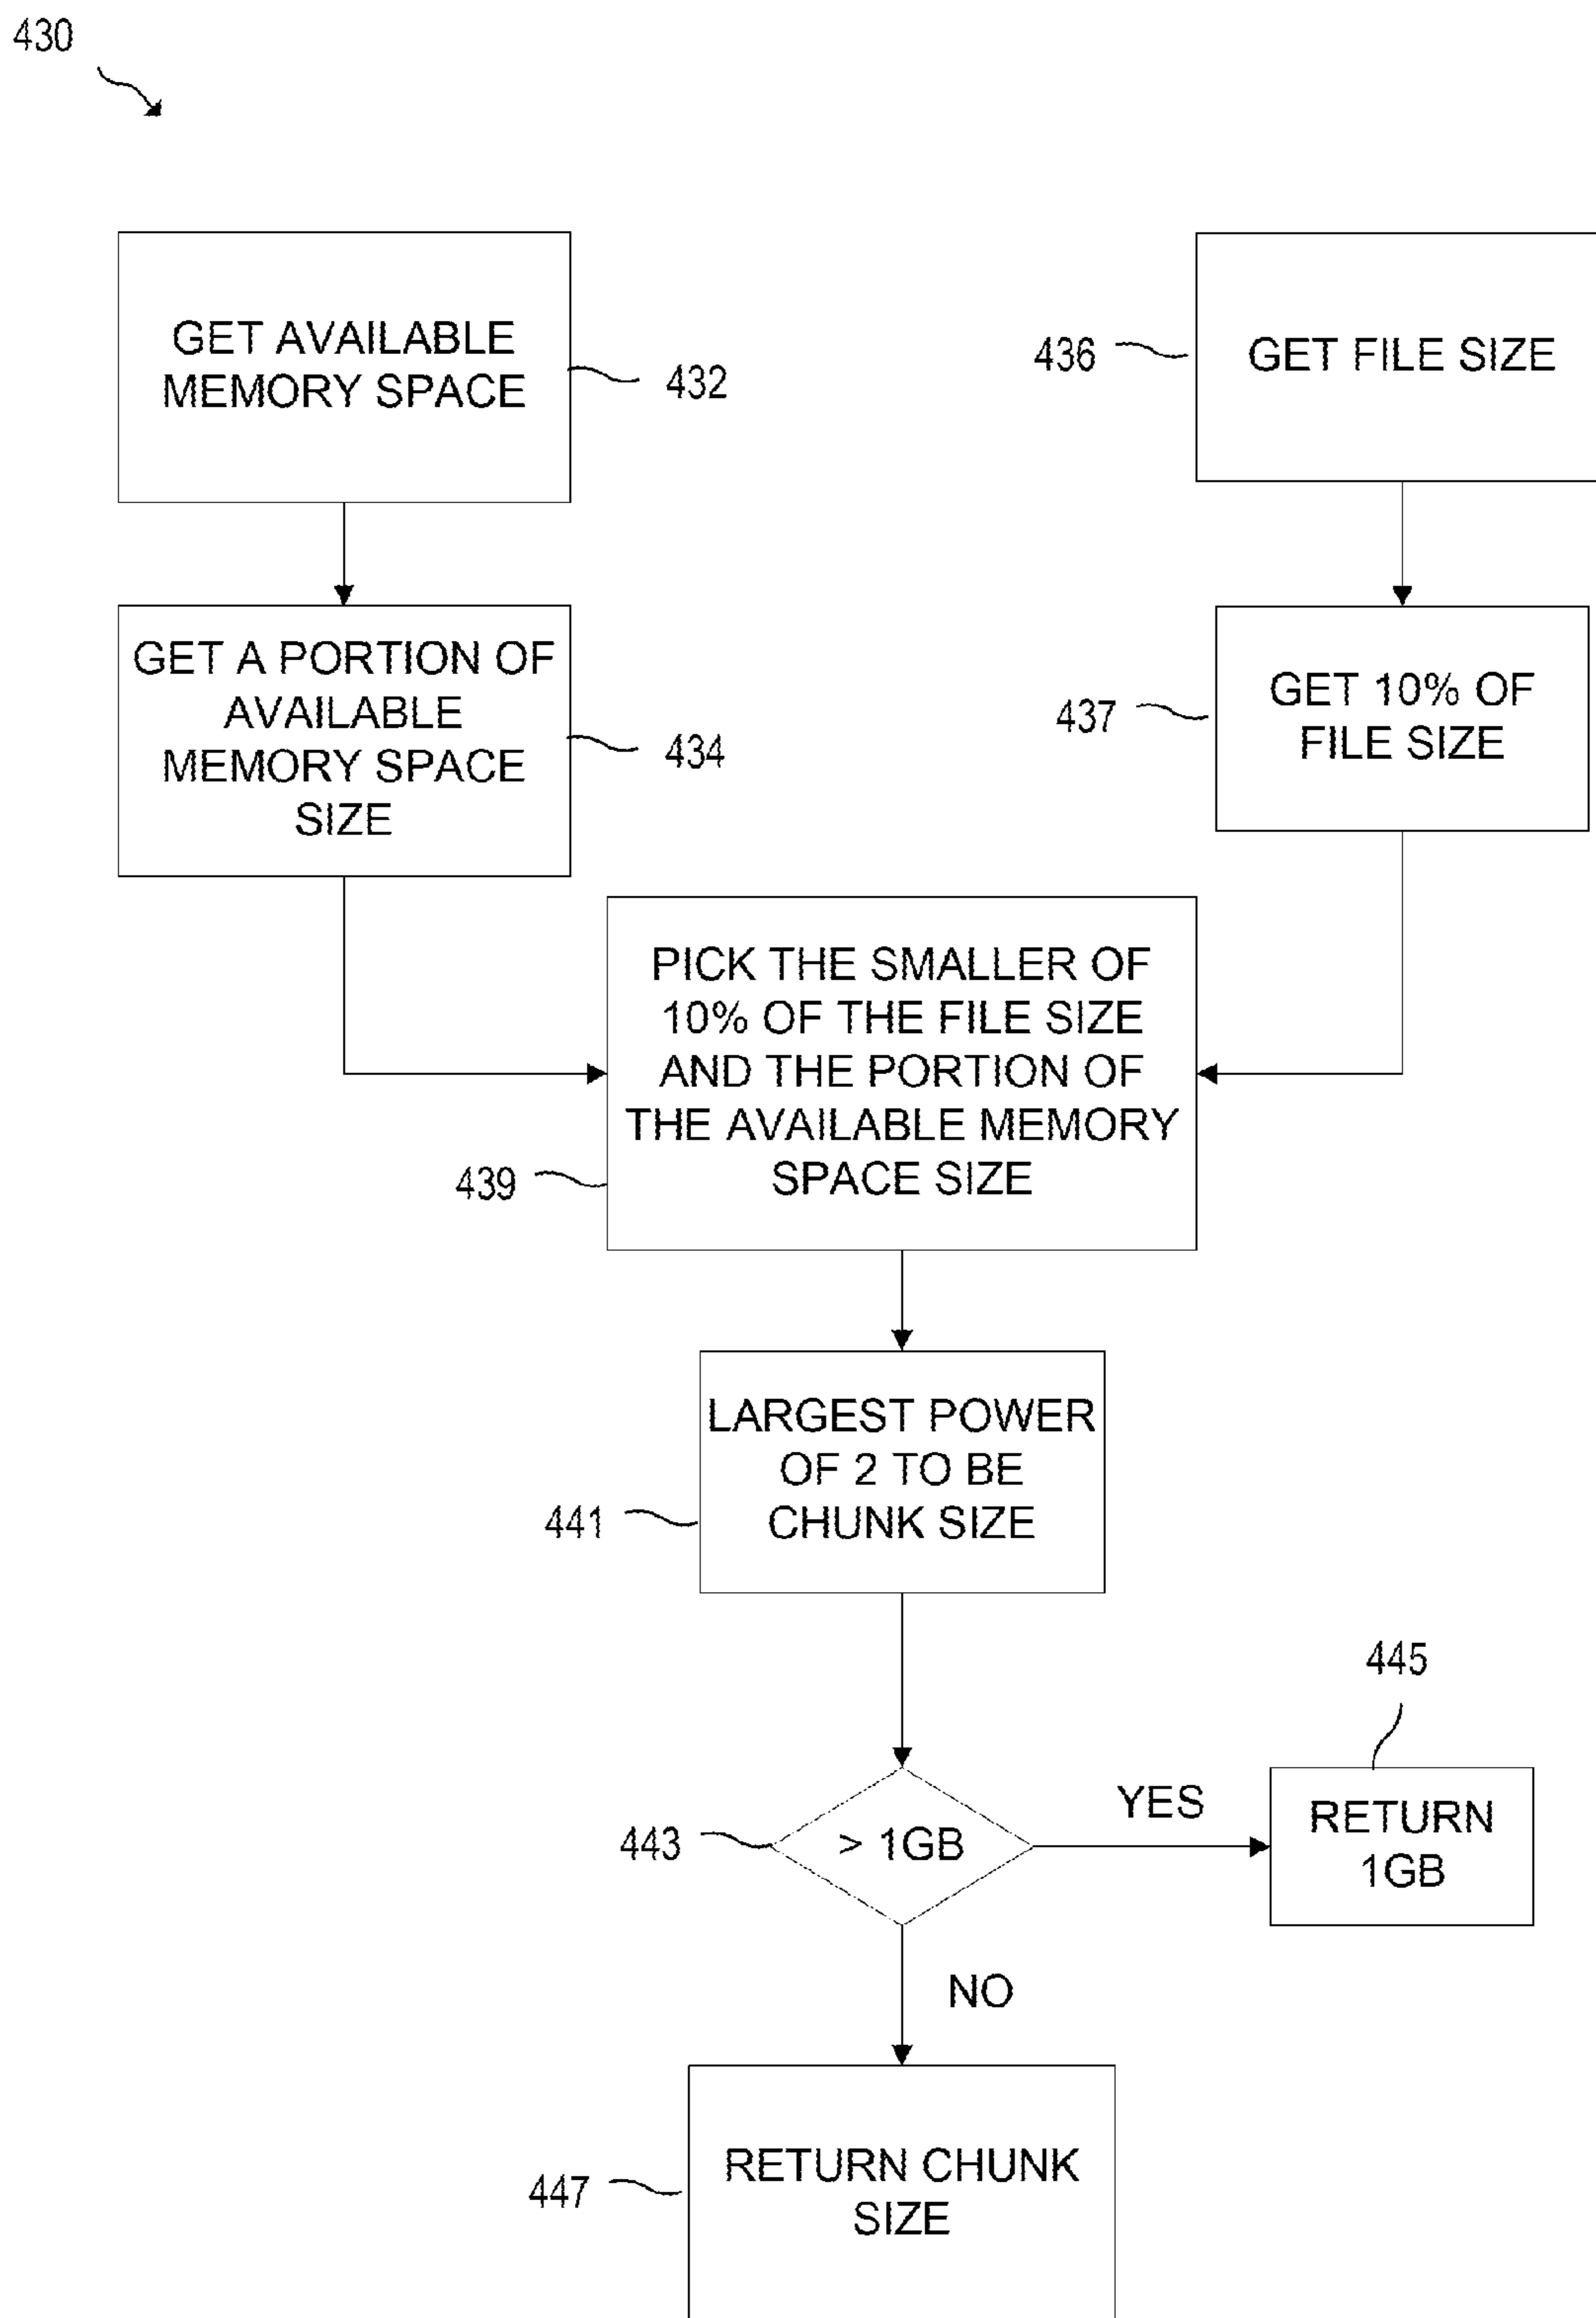 430
GET AVAILABLE
MEMORY SPACE
432
436
GET FILE SIZE
GET A PORTION OF
AVAILABLE
MEMORY SPACE
SIZE
434
437
GET 10% OF
FILE SIZE
PICK THE SMALLER OF
10% OF THE FILE SIZE
AND THE PORTION OF
THE AVAILABLE MEMORY
SPACE SIZE
439
LARGEST POWER
OF 2 TO BE
CHUNK SIZE
441
443
> 1GB
YES
445
RETURN
1GB
NO
447
RETURN CHUNK
SIZE